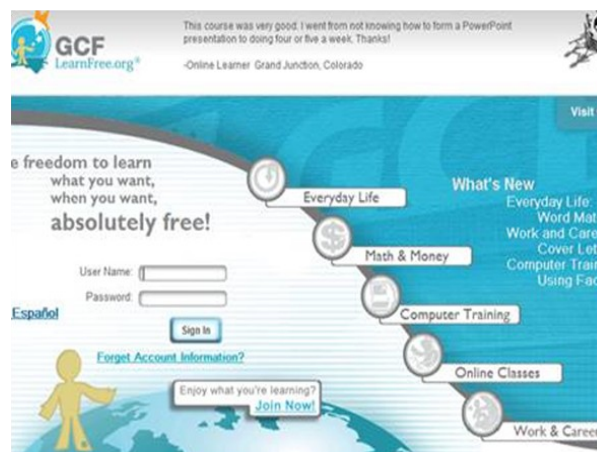 This course was very good. I went from not knowing how to form a PowerPoint
presentation to doing four or five a week. Thanks!
-Online Learner Grand Junction, Colorado
GCF
LearnFree.org®
Visit
e freedom to learn
what you want,
when you want,
absolutely free!
Everyday Life
Math & Money
Computer Training
Online Classes
Work & Career
What's New
Everyday Life:
Word Mat
Work and Care
Cover Let
Computer Train
Using Fac
User Name:
Password:
Español
Sign In
Forget Account Information?
Enjoy what you're learning?
Join Now!
GCF